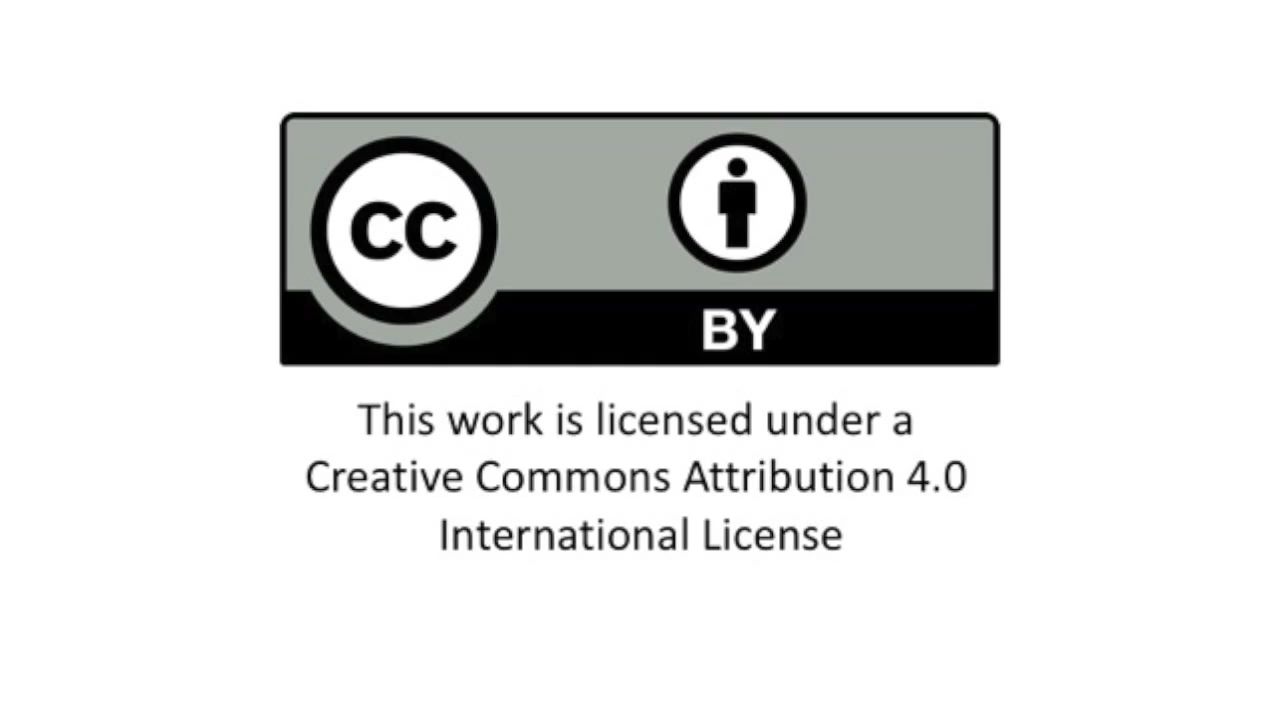 CC
BY
This work is licensed under a
Creative Commons Attribution 4.0
International License